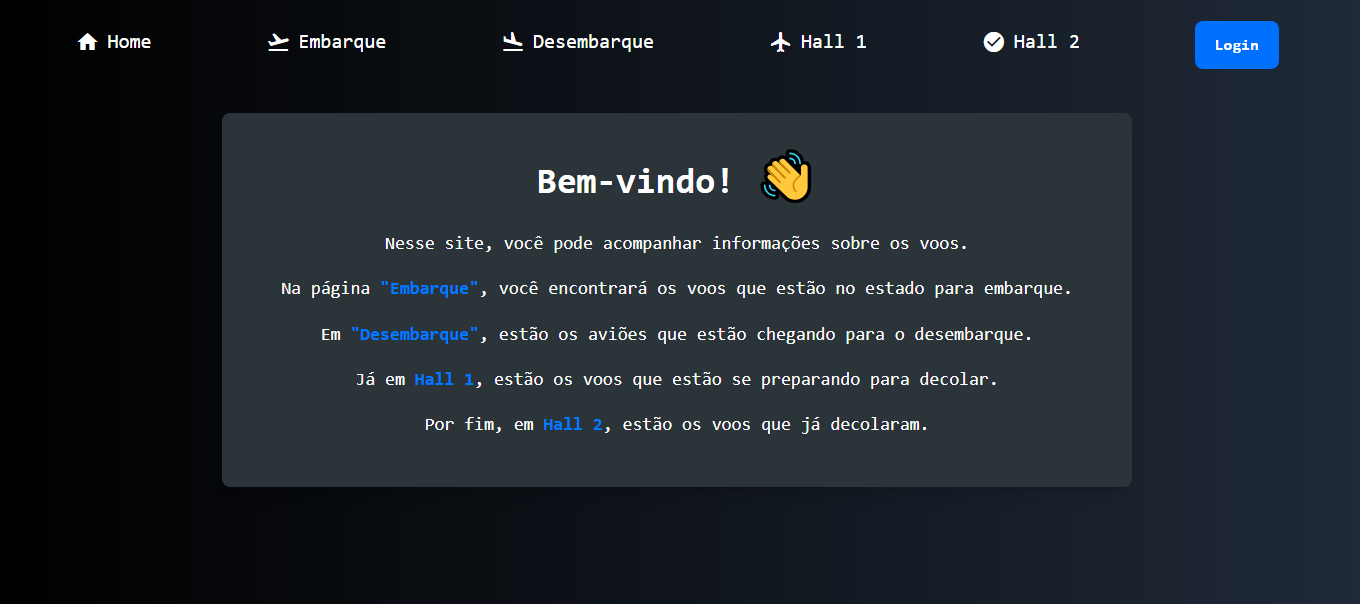 Home
Embarque
Desembarque
Hall 1
Hall 2
Login
Bem-vindo!
Nesse site, você pode acompanhar informações sobre os voos.
Na página "Embarque", você encontrará os voos que estão no estado para embarque.
Em "Desembarque", estão os aviões que estão chegando para o desembarque.
Já em Hall 1, estão os voos que estão se preparando para decolar.
Por fim, em Hall 2, estão os voos que já decolaram.